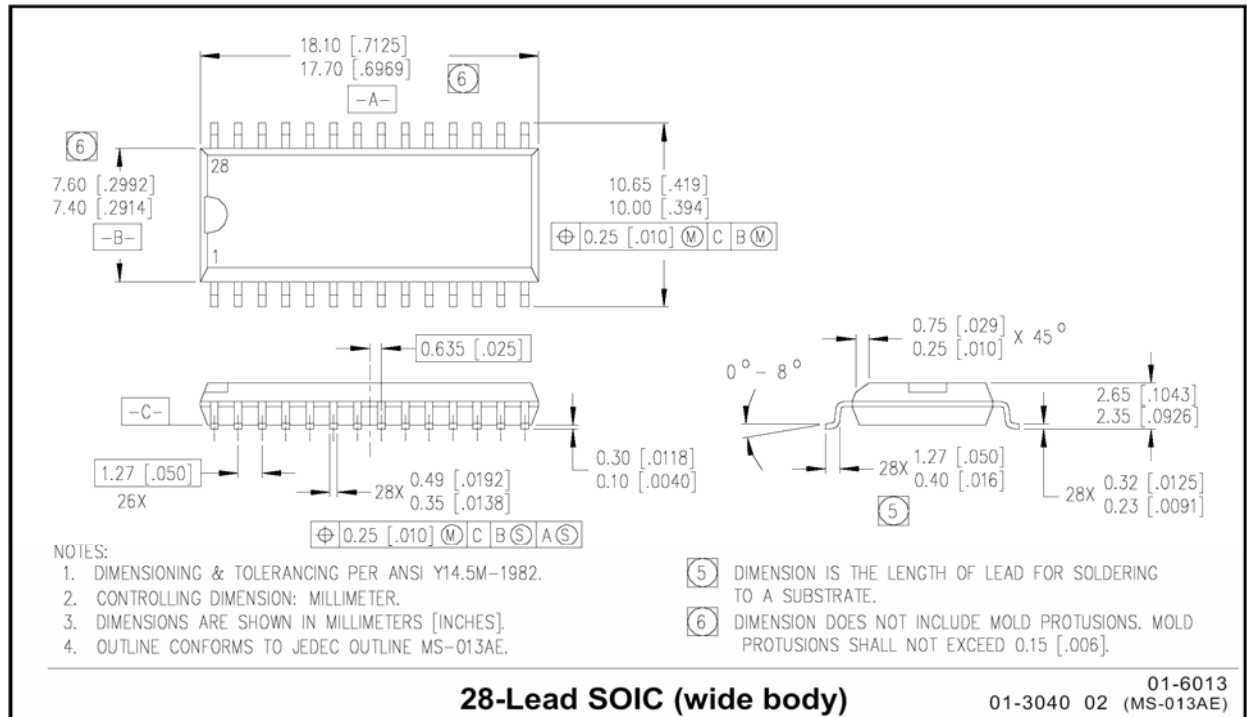 18.10 [.7125]
17.70 [.6969]
6
-A-
6
28
7.60 [.2992]
7.40 [.2914]
-B-
1
10.65 [.419]
10.00 [.394]
⌖ 0.25 [.010] Ⓜ C B Ⓜ
0.635 [.025]
0.75 [.029]
0.25 [.010] X 45°
0° - 8°
-C-
2.65 [.1043]
2.35 [.0926]
1.27 [.050]
26X
28X 0.49 [.0192]
0.35 [.0138]
0.30 [.0118]
0.10 [.0040]
28X 1.27 [.050]
0.40 [.016]
5
28X 0.32 [.0125]
0.23 [.0091]
⌖ 0.25 [.010] Ⓜ C B Ⓢ A Ⓢ
NOTES:
1. DIMENSIONING & TOLERANCING PER ANSI Y14.5M-1982.
2. CONTROLLING DIMENSION: MILLIMETER.
3. DIMENSIONS ARE SHOWN IN MILLIMETERS [INCHES].
4. OUTLINE CONFORMS TO JEDEC OUTLINE MS-013AE.
5 DIMENSION IS THE LENGTH OF LEAD FOR SOLDERING
TO A SUBSTRATE.
6 DIMENSION DOES NOT INCLUDE MOLD PROTUSIONS. MOLD
PROTUSIONS SHALL NOT EXCEED 0.15 [.006].
28-Lead SOIC (wide body)
01-6013
01-3040 02 (MS-013AE)